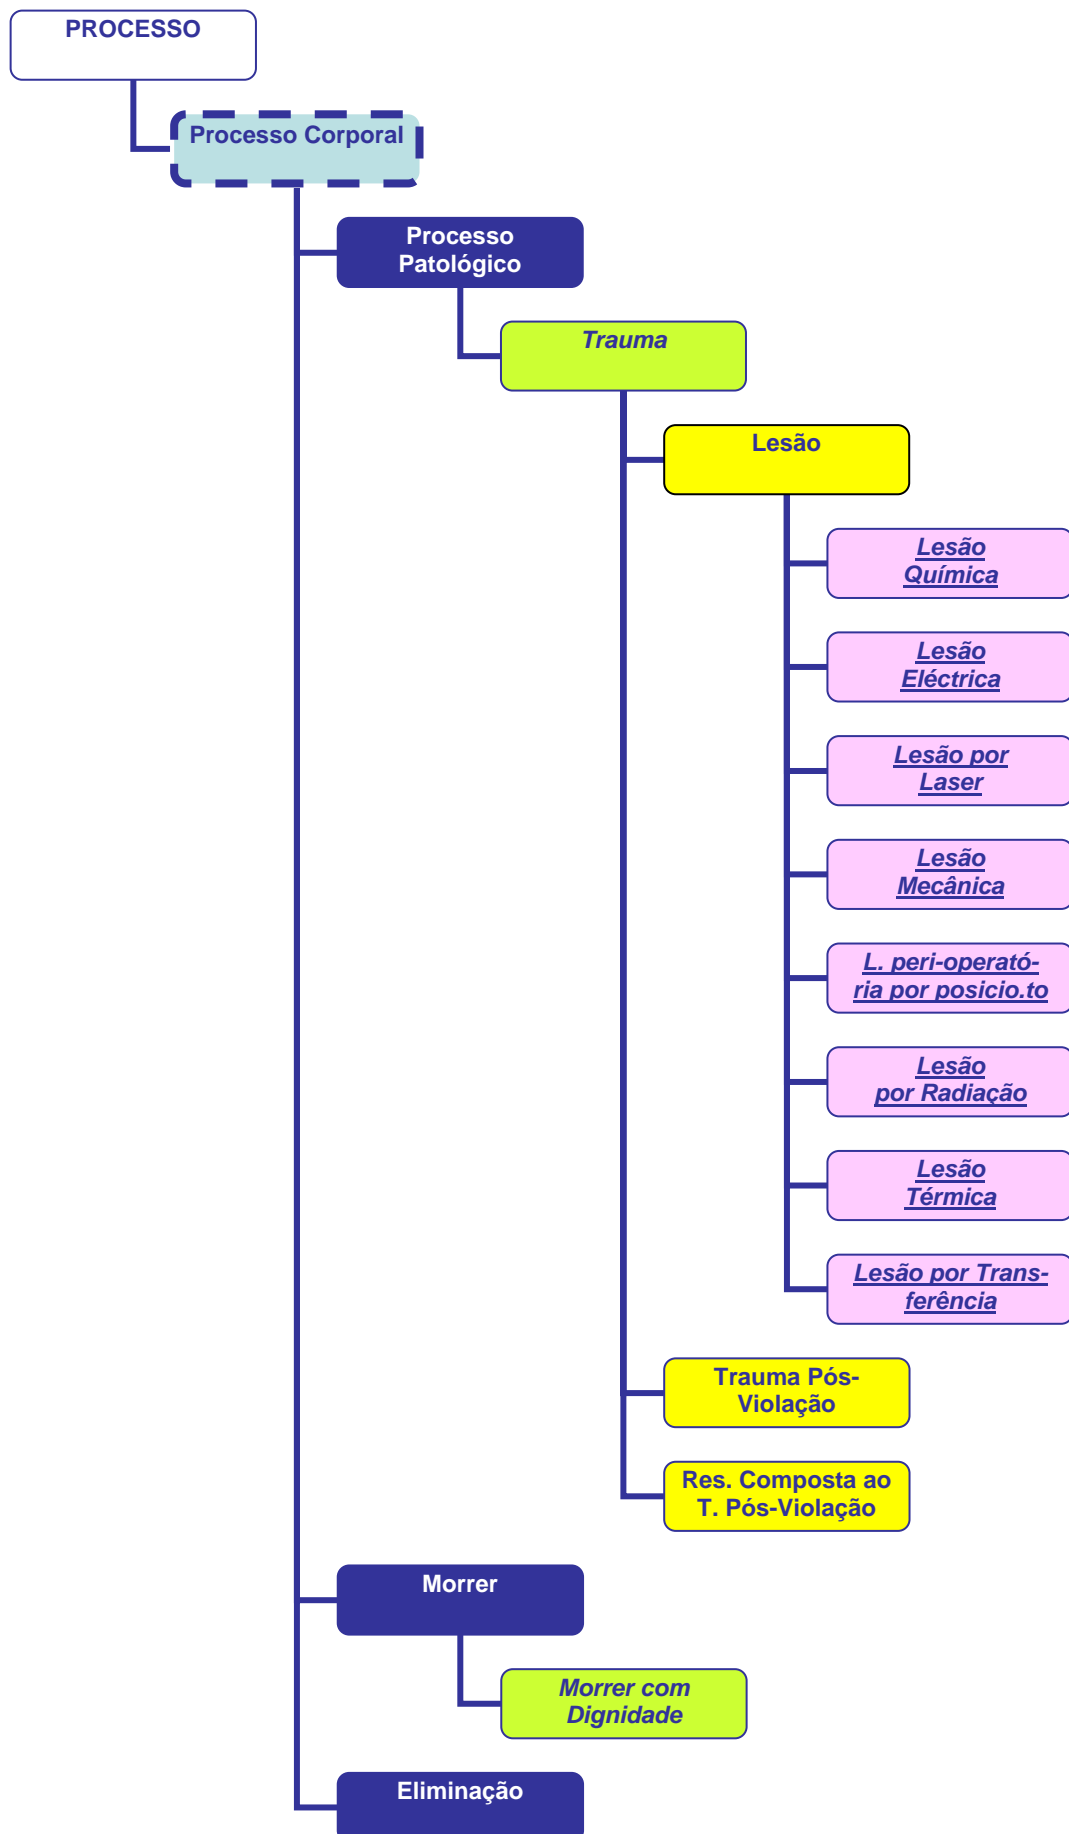 PROCESSO
Processo Corporal
Processo
Patológico
Trauma
Lesão
Lesão
Química
Lesão
Eléctrica
Lesão por
Laser
Lesão
Mecânica
L. peri-operató-
ria por posicio.to
Lesão
por Radiação
Lesão
Térmica
Lesão por Trans-
ferência
Trauma Pós-
Violação
Res. Composta ao
T. Pós-Violação
Morrer
Morrer com
Dignidade
Eliminação